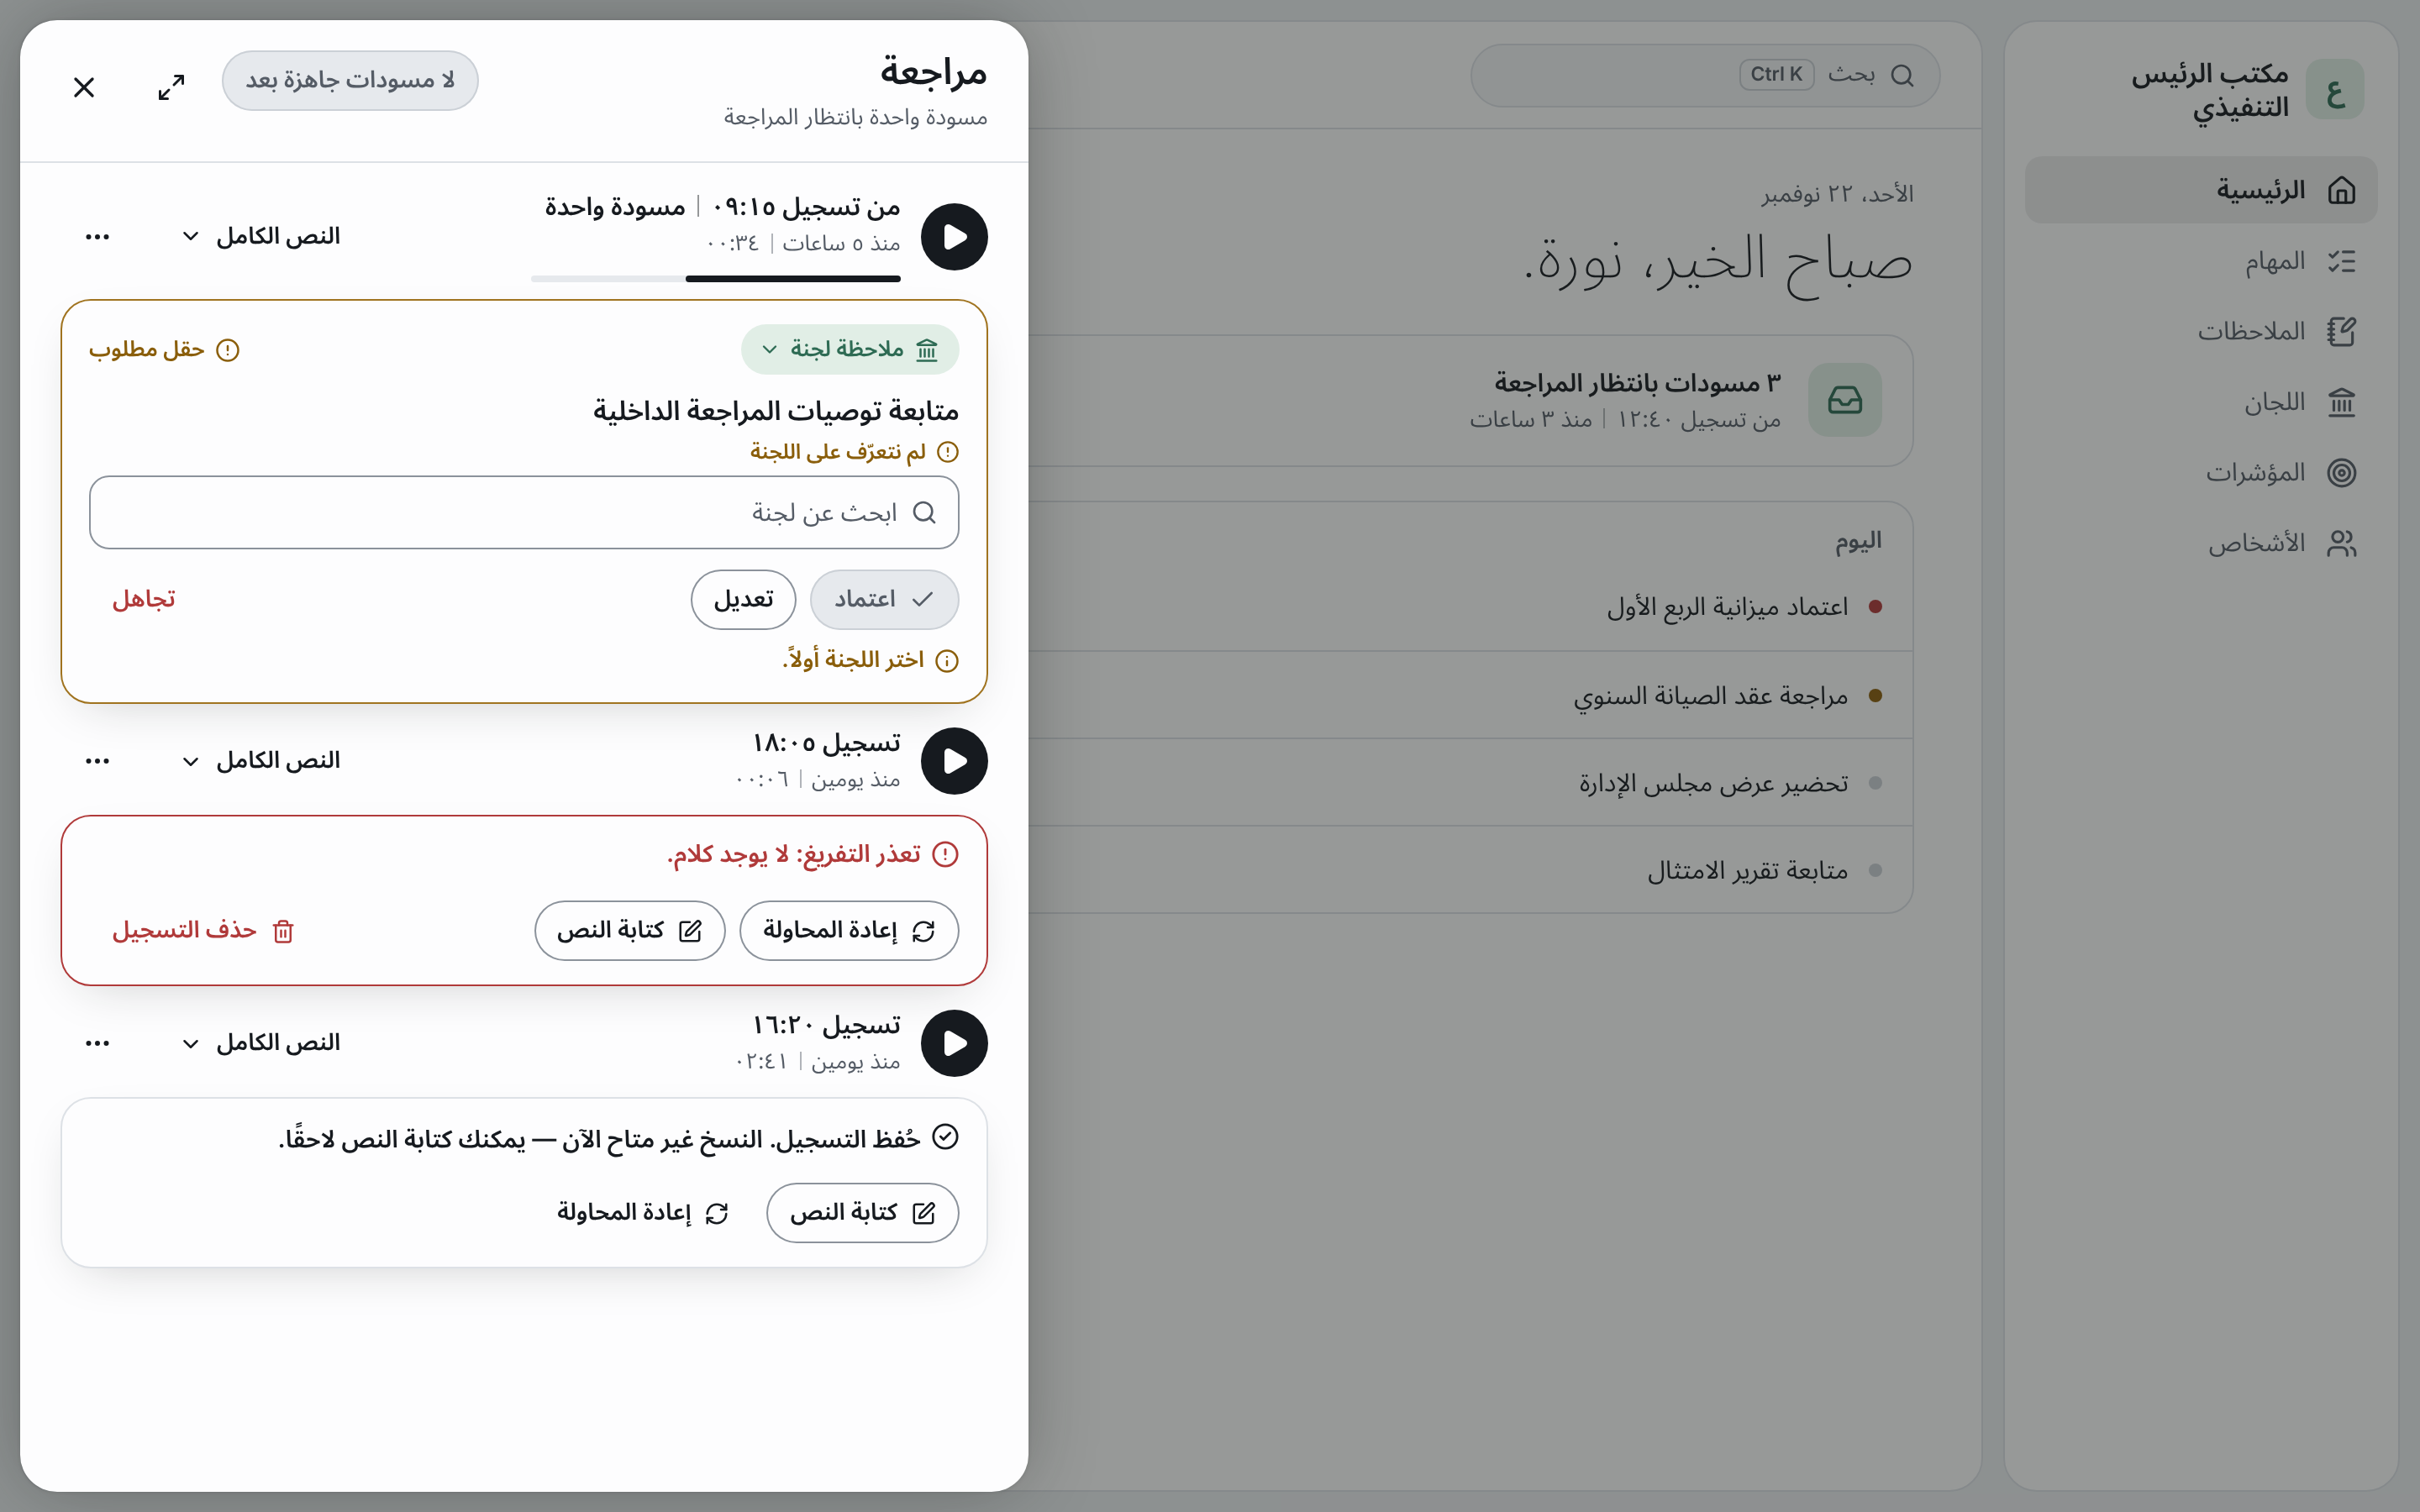 ع
مكتب الرئيس
التنفيذي
الرئيسية
المهام
الملاحظات
اللجان
المؤشرات
الأشخاص
بحث Ctrl K
الأحد، ٢٢ نوفمبر
صباح الخير، نورة.
٣ مسودات بانتظار المراجعة
من تسجيل ١٢:٤٠ | منذ ٣ ساعات
اليوم
اعتماد ميزانية الربع الأول
مراجعة عقد الصيانة السنوي
تحضير عرض مجلس الإدارة
متابعة تقرير الامتثال
مراجعة
مسودة واحدة بانتظار المراجعة
لا مسودات جاهزة بعد
من تسجيل ٠٩:١٥ | مسودة واحدة
منذ ٥ ساعات | ٠٠:٣٤
النص الكامل
ملاحظة لجنة
حقل مطلوب
متابعة توصيات المراجعة الداخلية
لم نتعرّف على اللجنة
ابحث عن لجنة
اعتماد
تعديل
تجاهل
اختر اللجنة أولاً.
تسجيل ١٨:٠٥
منذ يومين | ٠٠:٠٦
النص الكامل
تعذر التفريغ: لا يوجد كلام.
إعادة المحاولة
كتابة النص
حذف التسجيل
تسجيل ١٦:٢٠
منذ يومين | ٠٢:٤١
النص الكامل
حُفظ التسجيل. النسخ غير متاح الآن — يمكنك كتابة النص لاحقًا.
كتابة النص
إعادة المحاولة